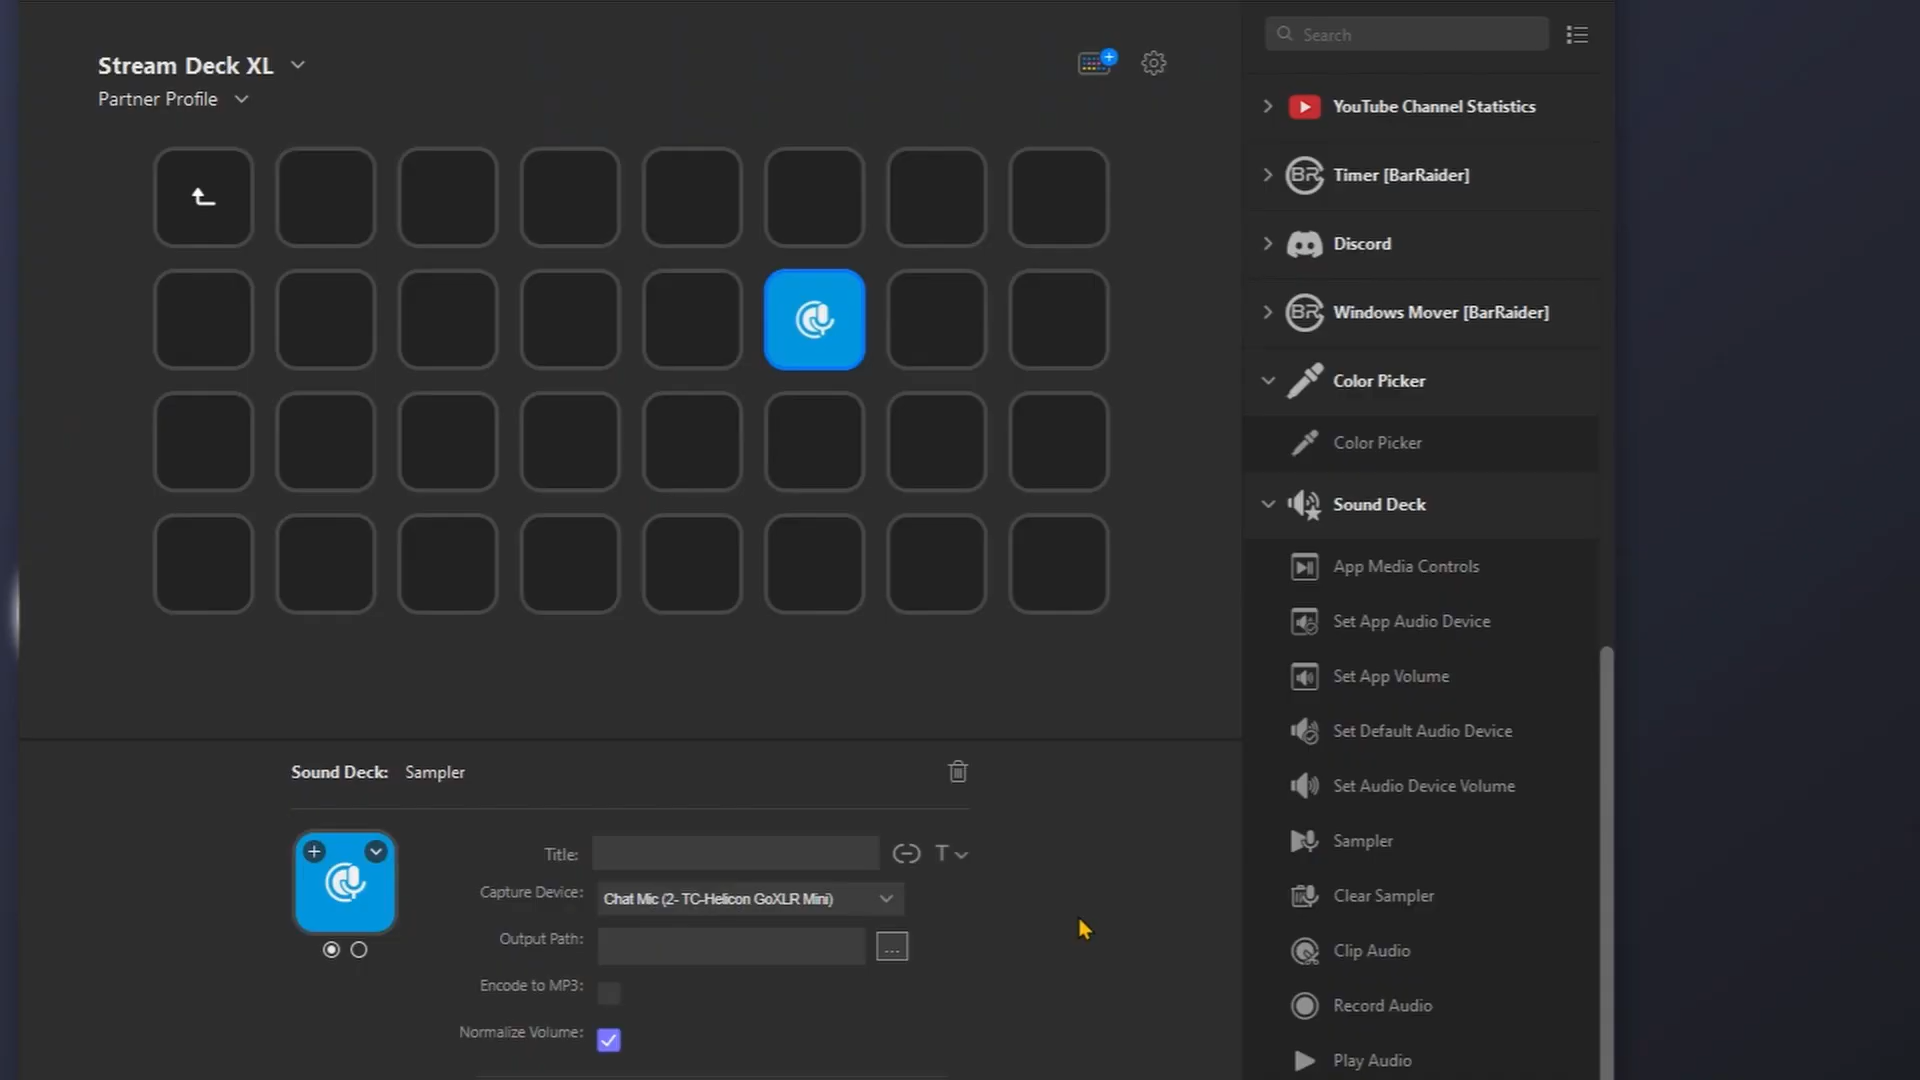 Stream Deck XL
Partner Profile
Search
YouTube Channel Statistics
BR Timer [BarRaider]
Discord
BR Windows Mover [BarRaider]
Color Picker
Color Picker
Sound Deck
App Media Controls
Set App Audio Device
Set App Volume
Set Default Audio Device
Set Audio Device Volume
Sampler
Clear Sampler
Clip Audio
Record Audio
Play Audio
Sound Deck: Sampler
Title:
T
Capture Device: Chat Mic (2- TC-Helicon GoXLR Mini)
Output Path: ...
Encode to MP3:
Normalize Volume: